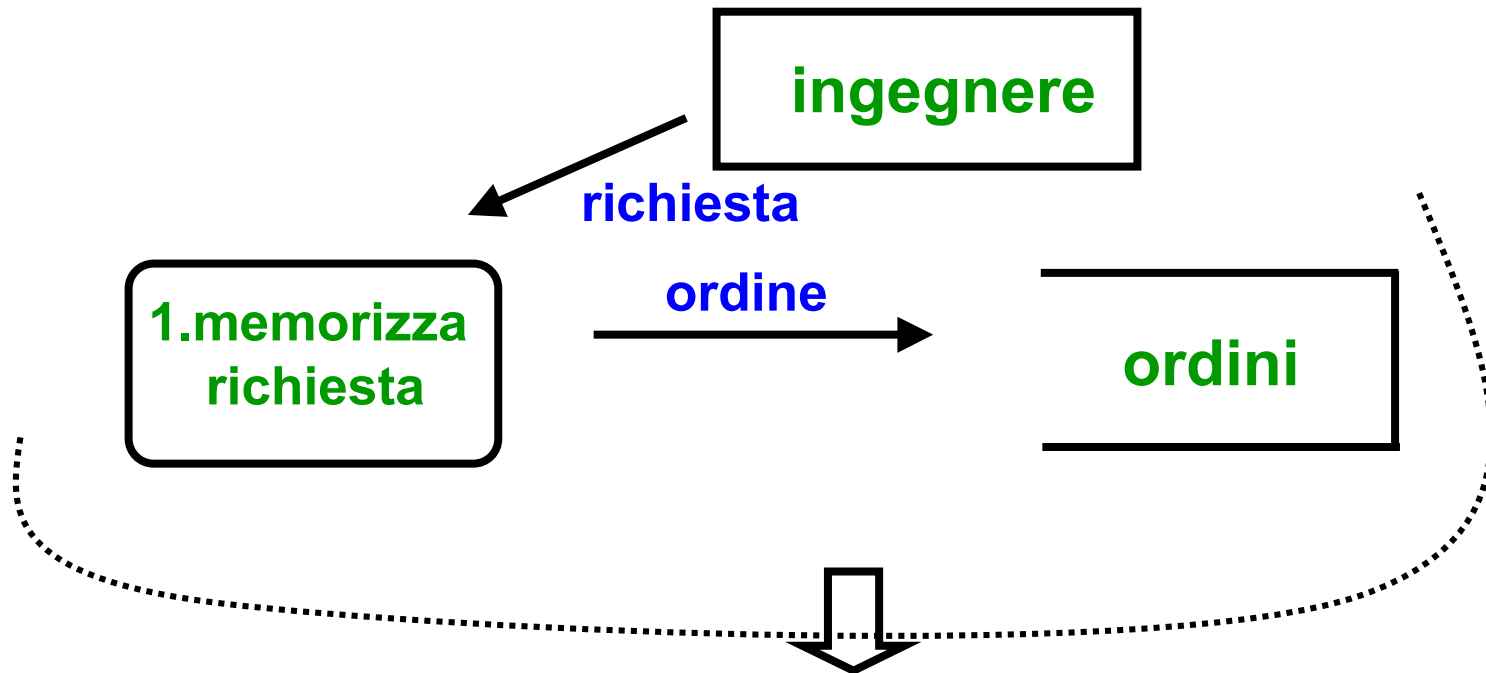 ingegnere
richiesta
ordine
1.memorizza
richiesta
ordini